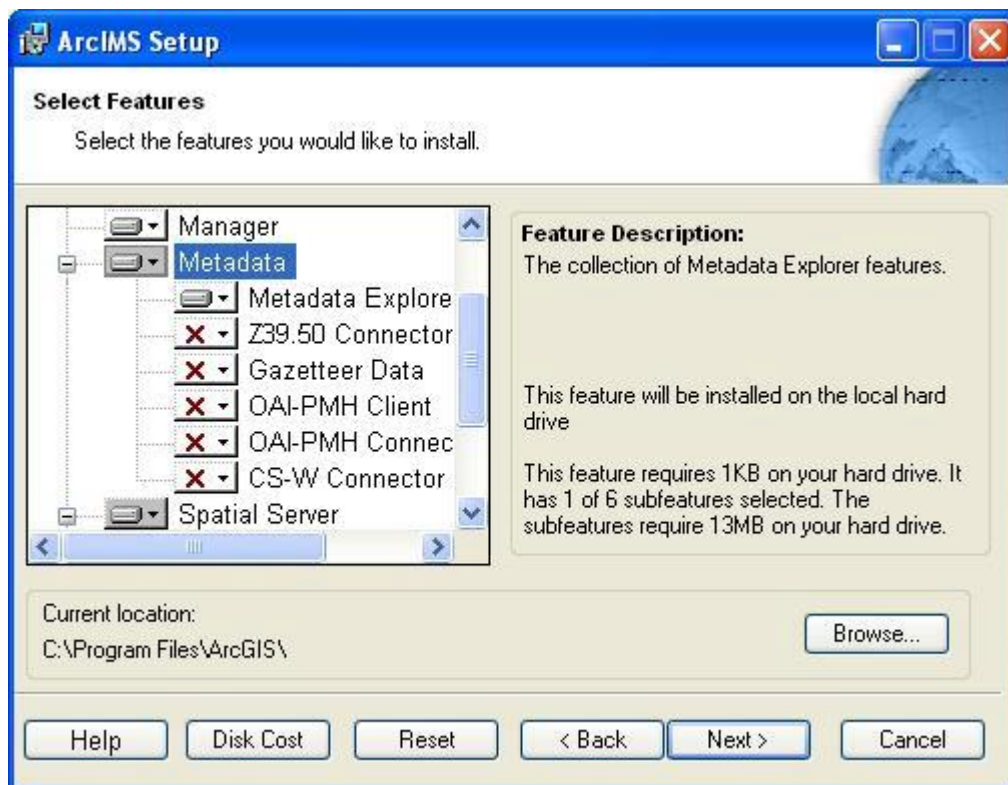 ArcIMS Setup
Select Features
Select the features you would like to install.
Manager
Metadata
Metadata Explore
Z39.50 Connector
Gazetteer Data
OAI-PMH Client
OAI-PMH Connec
CS-W Connector
Spatial Server
Feature Description:
The collection of Metadata Explorer features.
This feature will be installed on the local hard
drive
This feature requires 1KB on your hard drive. It
has 1 of 6 subfeatures selected. The
subfeatures require 13MB on your hard drive.
Current location:
C:\Program Files\ArcGIS\
Browse...
Help
Disk Cost
Reset
< Back
Next >
Cancel